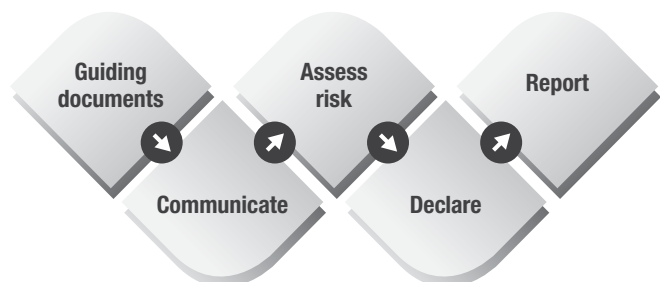 Guiding
documents
Communicate
Assess
risk
Declare
Report